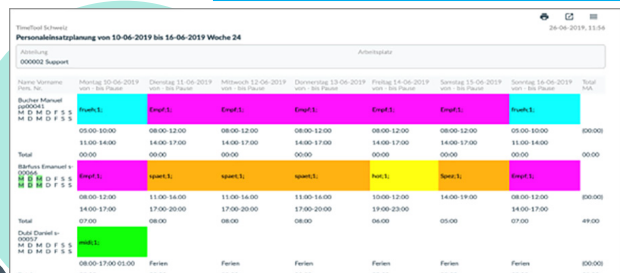 TimeTool Schweiz 26-06-2019, 11:56
Personaleinsatzplanung von 10-06-2019 bis 16-06-2019 Woche 24
Abteilung Arbeitsplatz
000002 Support
Name Vorname Montag 10-06-2019 Dienstag 11-06-2019 Mittwoch 12-06-2019 Donnerstag 13-06-2019 Freitag 14-06-2019 Samstag 15-06-2019 Sonntag 16-06-2019 Total
Pers. Nr. von - bis Pause von - bis Pause von - bis Pause von - bis Pause von - bis Pause von - bis Pause von - bis Pause MA
Bucher Manuel
pp00041 frueh;1; Empf;1; Empf;1; Empf;1; Empf;1; Empf;1; frueh;1;
M D M D F S S
M D M D F S S
05:00-10:00 08:00-12:00 08:00-12:00 08:00-12:00 08:00-12:00 08:00-12:00 05:00-10:00 (00:00)
11:00-14:00 14:00-17:00 14:00-17:00 14:00-17:00 14:00-17:00 14:00-17:00 11:00-14:00
Total 00:00 00:00 00:00 00:00 00:00 00:00 00:00 00:00
Bärfuss Emanuel s-
00066 Empf;1; spaet;1; spaet;1; spaet;1; hot;1; Spez;1; Empf;1;
M D M D F S S
M D M D F S S
08:00-12:00 11:00-16:00 11:00-16:00 11:00-16:00 10:00-12:00 14:00-19:00 08:00-12:00 (00:00)
14:00-17:00 17:00-20:00 17:00-20:00 17:00-20:00 19:00-23:00 14:00-17:00
Total 07:00 08:00 08:00 08:00 06:00 05:00 07:00 49:00
Dubi Daniel s-
00057 midi;1;
M D M D F S S
M D M D F S S
08:00-17:00 01:00 Ferien Ferien Ferien Ferien Ferien Ferien (00:00)